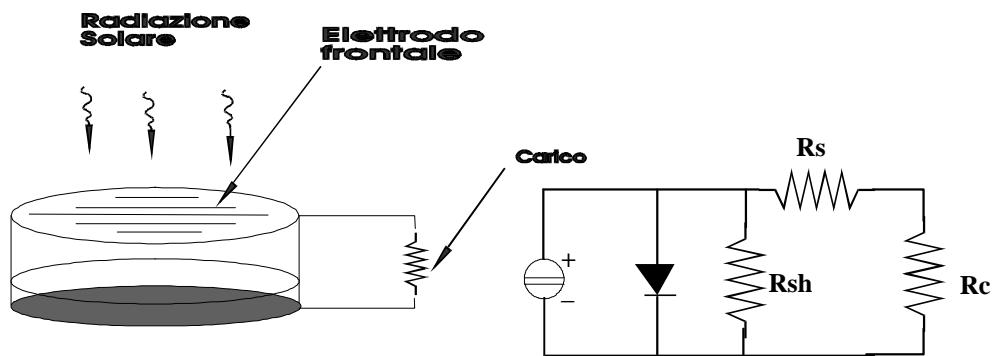 Radiazione
Solare
Elettrodo
frontale
Carico
Rs
+
Rsh
Rc
−